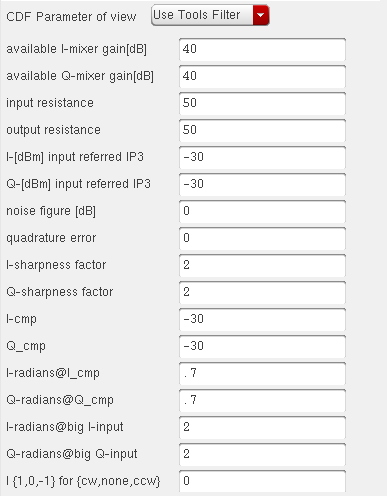 CDF Parameter of view Use Tools Filter
available I-mixer gain[dB] 40
available Q-mixer gain[dB] 40
input resistance 50
output resistance 50
I-[dBm] input referred IP3 -30
Q-[dBm] input referred IP3 -30
noise figure [dB] 0
quadrature error 0
I-sharpness factor 2
Q-sharpness factor 2
I-cmp -30
Q_cmp -30
I-radians@I_cmp .7
Q-radians@Q_cmp .7
I-radians@big I-input 2
Q-radians@big Q-input 2
I {1,0,-1} for {cw,none,ccw} 0